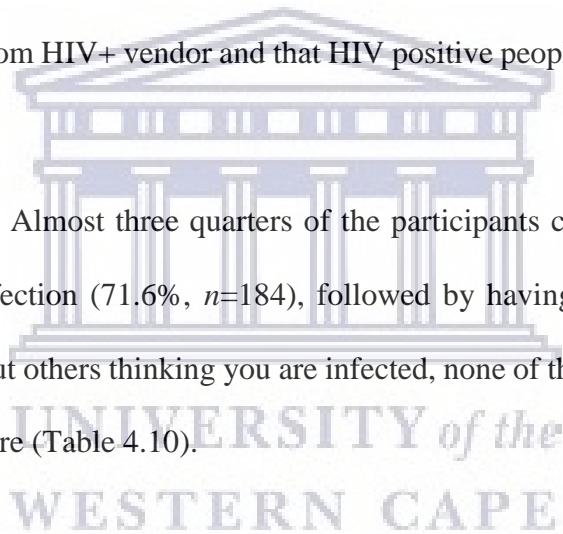 om HIV+ vendor and that HIV positive peop
Almost three quarters of the participants c
fection (71.6%, n=184), followed by having
ut others thinking you are infected, none of th
re (Table 4.10).
UNIVERSITY of the
WESTERN CAPE